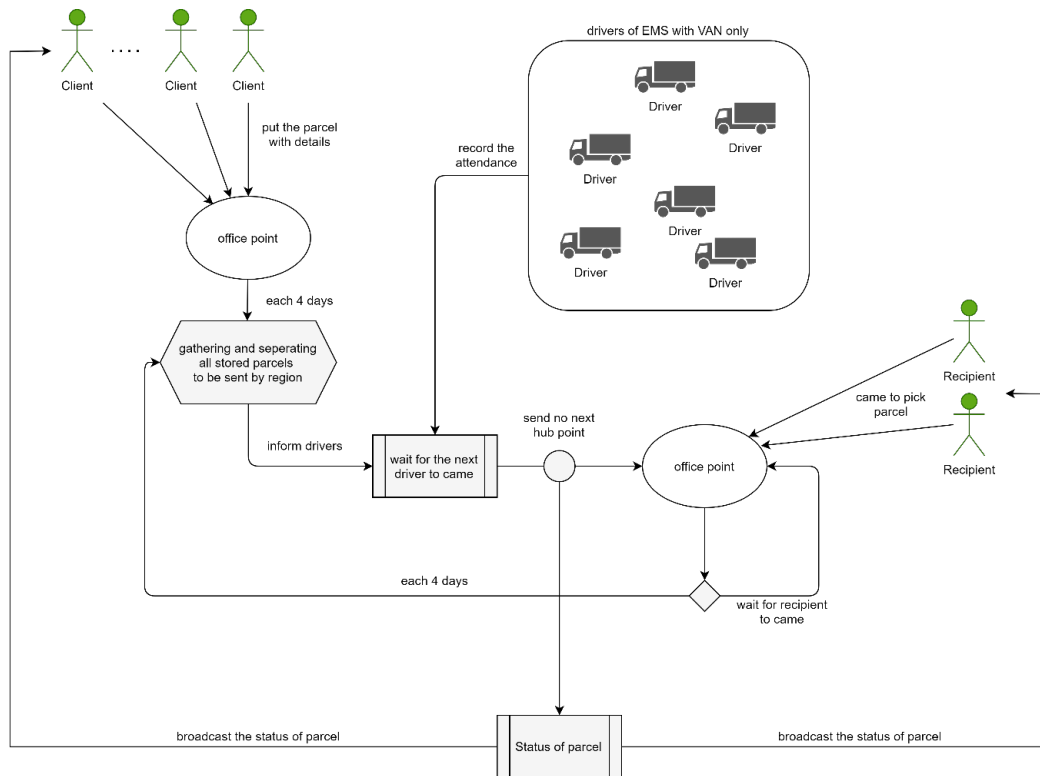 drivers of EMS with VAN only
Client
Client
Client
Driver
Driver
Driver
Driver
Driver
Driver
put the parcel
with details
record the
attendance
office point
each 4 days
gathering and seperating
all stored parcels
to be sent by region
inform drivers
wait for the next
driver to came
send no next
hub point
office point
came to pick
parcel
Recipient
Recipient
each 4 days
wait for recipient
to came
broadcast the status of parcel
Status of parcel
broadcast the status of parcel